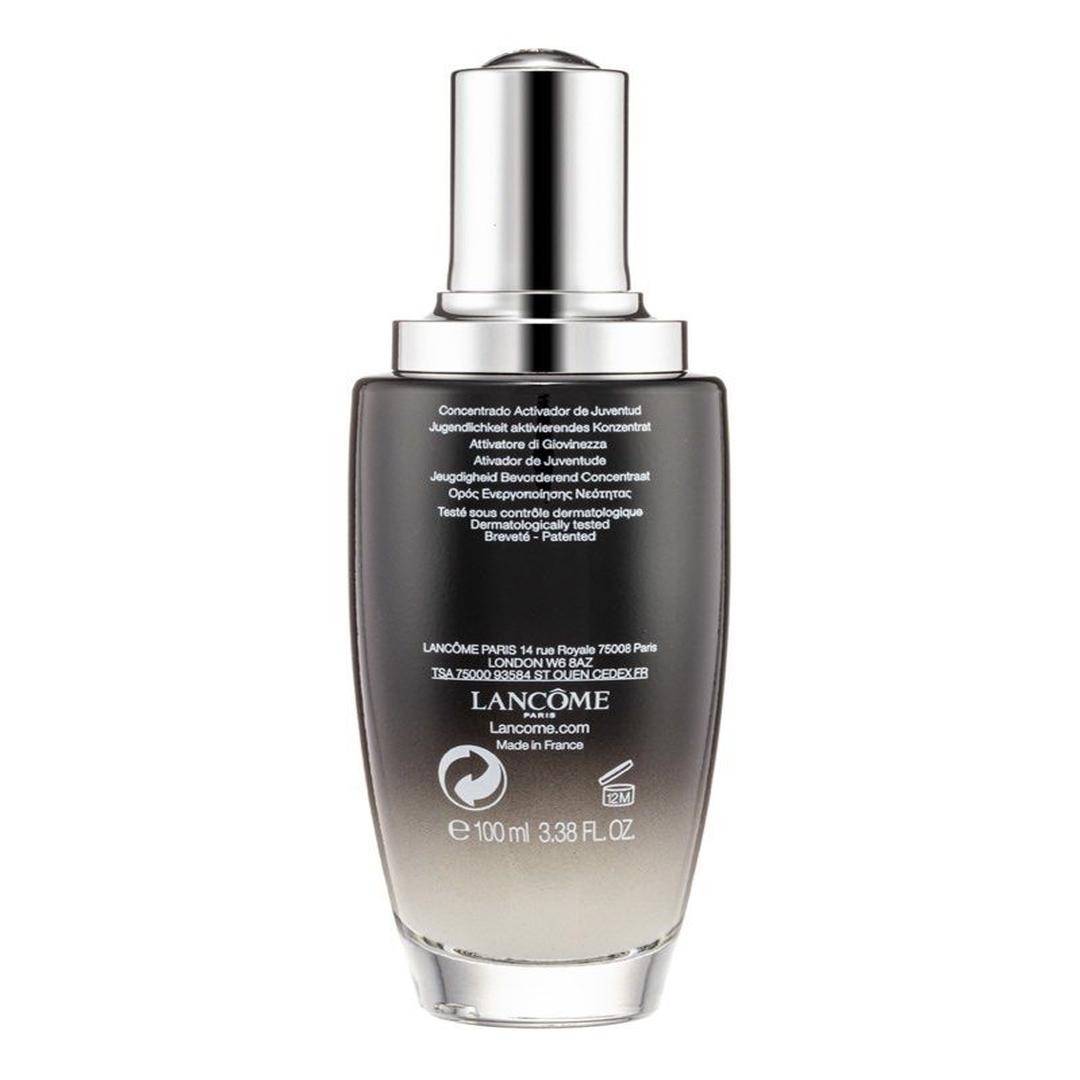 Concentrado Activador de Juventud
Jugendlichkeit aktivierendes Konzentrat
Attivatore di Giovinezza
Ativador de Juventude
Jeugdigheid Bevorderend Concentraat
Ορός Ενεργοποίησης Νεότητας
Testé sous contrôle dermatologique
Dermatologically tested
Breveté - Patented
LANCÔME PARIS 14 rue Royale 75008 Paris
LONDON W6 8AZ
TSA 75000 93584 ST OUEN CEDEX FR
LANCÔME
PARIS
Lancome.com
Made in France
12M
℮ 100 ml 3.38 FL. OZ.